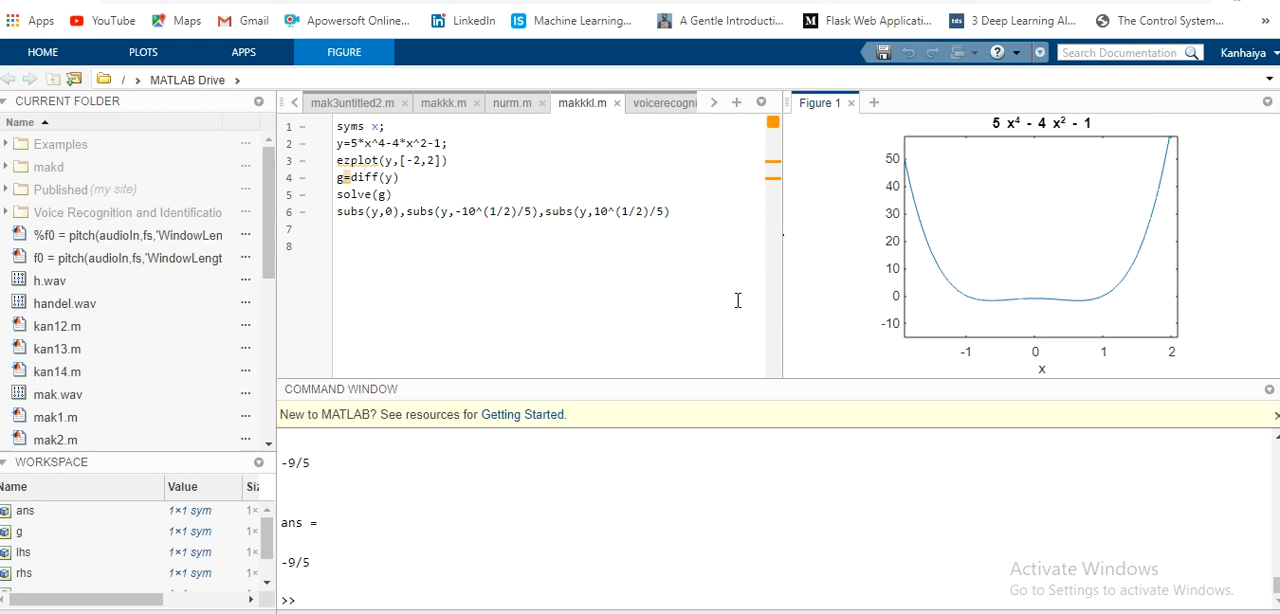 Apps YouTube Maps Gmail Apowersoft Online... LinkedIn Machine Learning... A Gentle Introducti... Flask Web Applicati... 3 Deep Learning Al... The Control System... »
HOME PLOTS APPS FIGURE Search Documentation Kanhaiya
/ › MATLAB Drive ›
CURRENT FOLDER
Name
Examples
makd
Published (my site)
Voice Recognition and Identificatio
%f0 = pitch(audioIn,fs,'WindowLen
f0 = pitch(audioIn,fs,'WindowLengt
h.wav
handel.wav
kan12.m
kan13.m
kan14.m
mak.wav
mak1.m
mak2.m
WORKSPACE
Name Value Siz
ans 1×1 sym 1×
g 1×1 sym 1×
lhs 1×1 sym 1×
rhs 1×1 sym 1×
mak3untitled2.m × makkk.m × nurm.m × makkkl.m × voicerecogni
1 – syms x;
2 – y=5*x^4-4*x^2-1;
3 – ezplot(y,[-2,2])
4 – g=diff(y)
5 – solve(g)
6 – subs(y,0),subs(y,-10^(1/2)/5),subs(y,10^(1/2)/5)
7
8
Figure 1 ×
5 x⁴ - 4 x² - 1
50
40
30
20
10
0
-10
-1 0 1 2
x
COMMAND WINDOW
New to MATLAB? See resources for Getting Started.
-9/5
ans =
-9/5
>>
Activate Windows
Go to Settings to activate Windows.